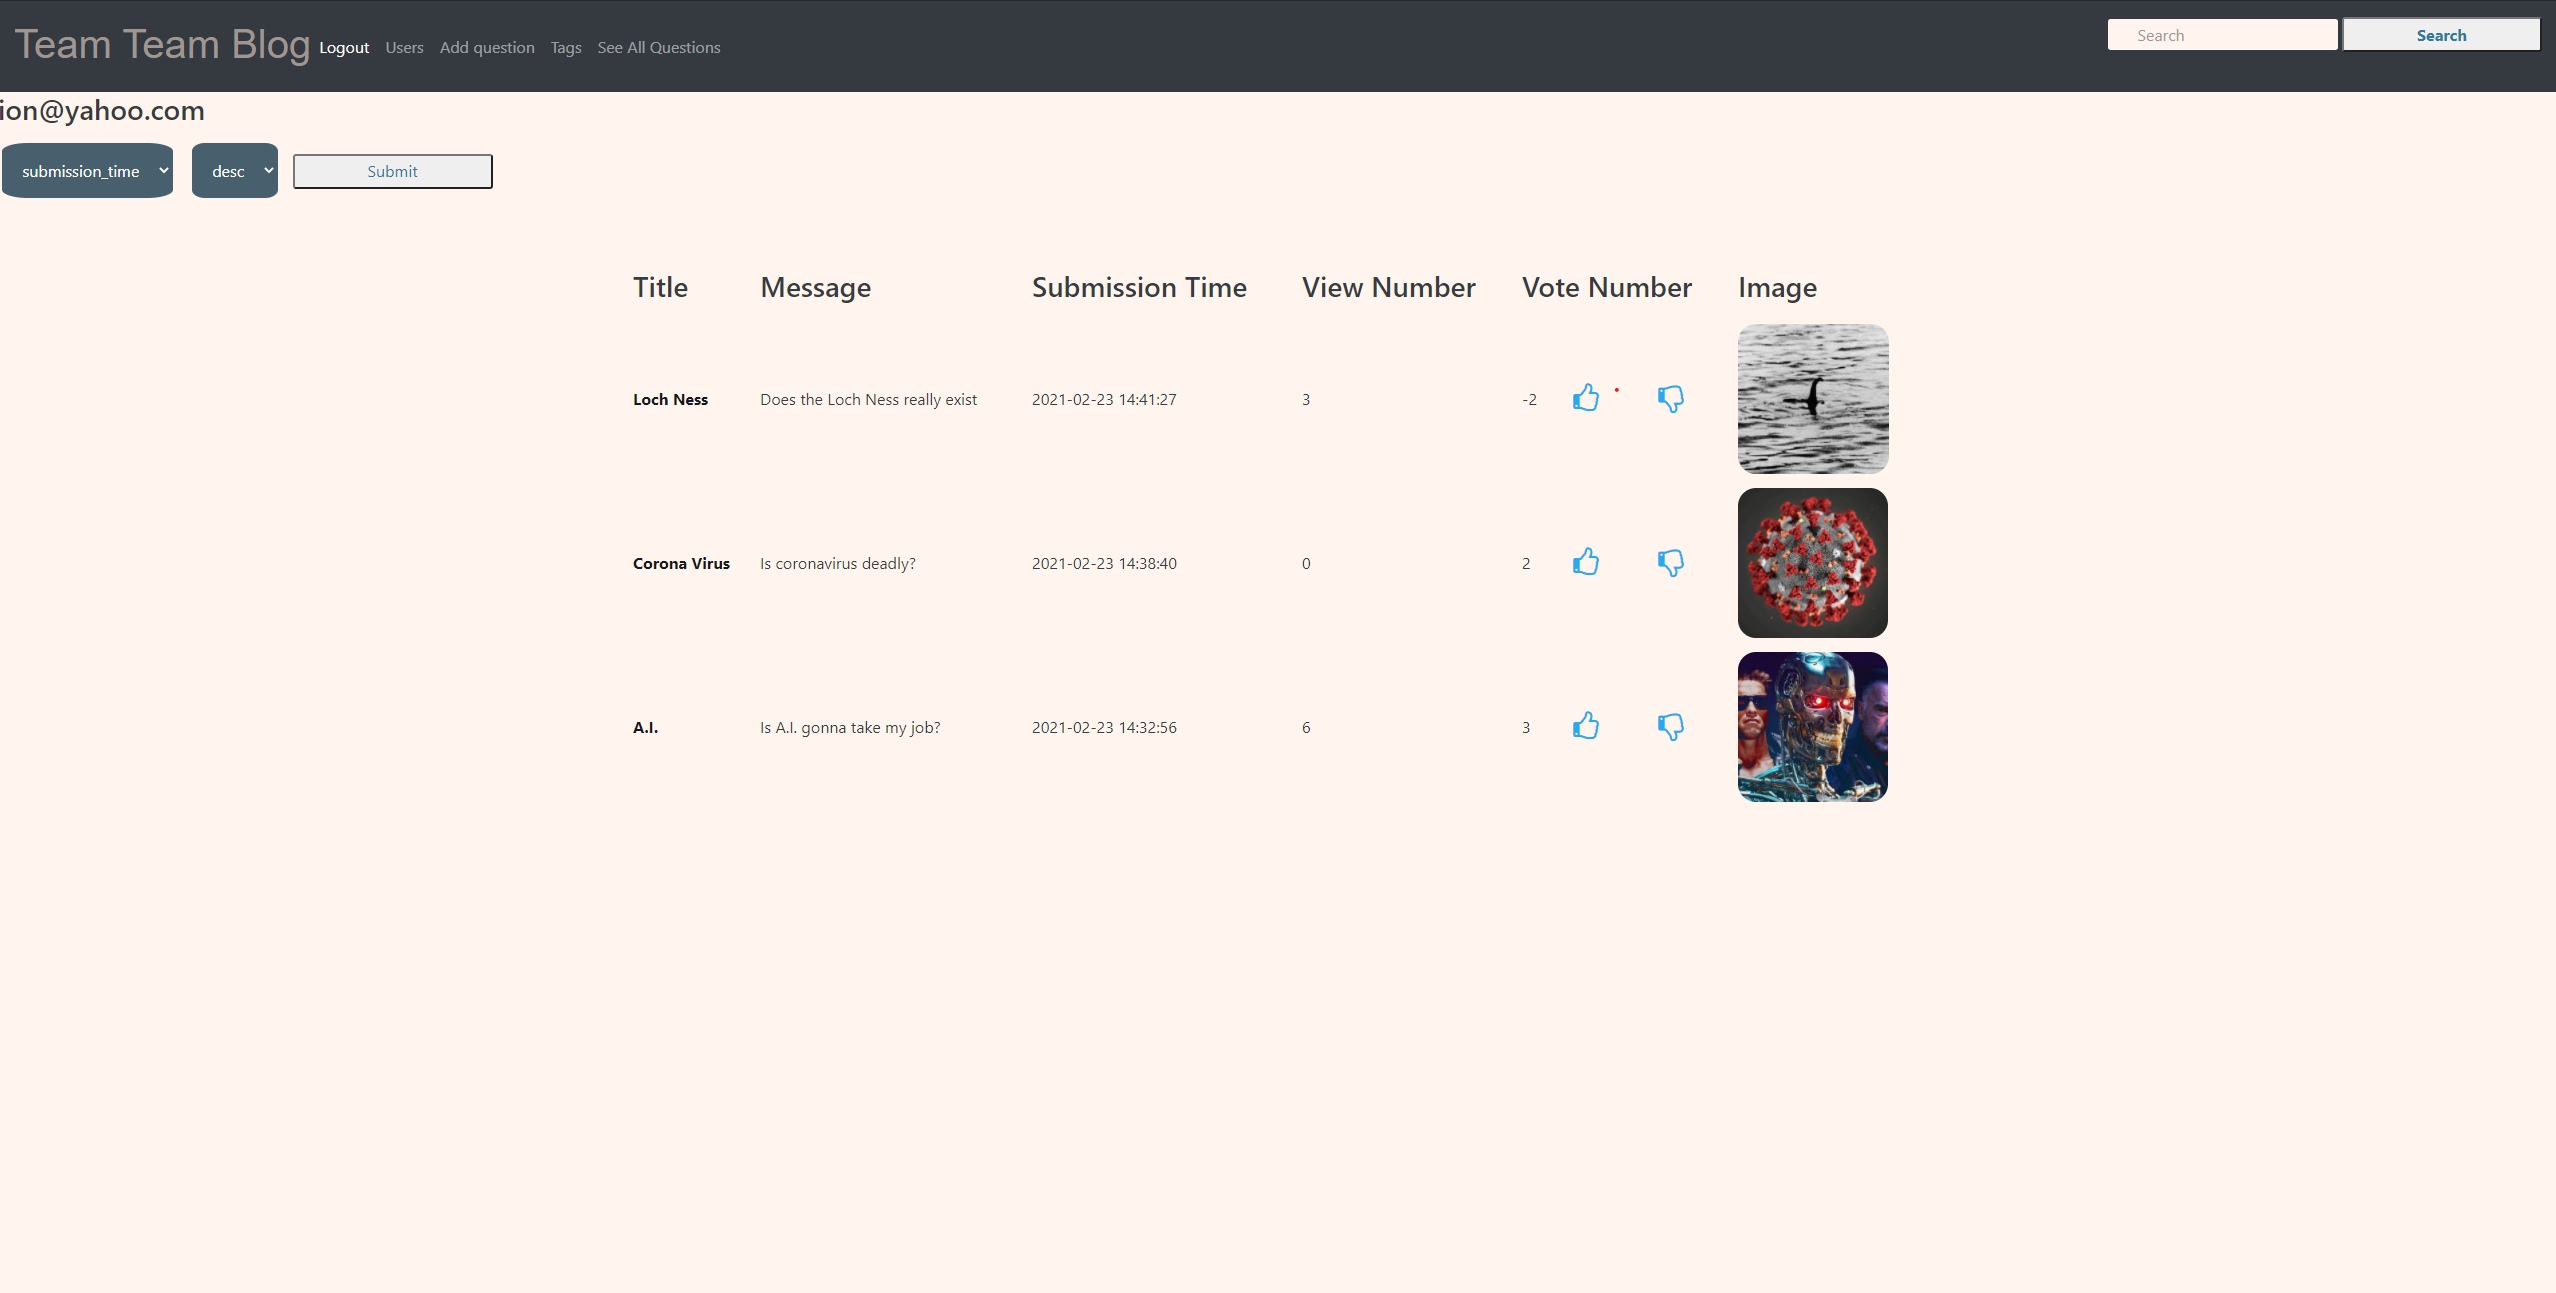 Team Team Blog Logout Users Add question Tags See All Questions Search Search
ion@yahoo.com
submission_time desc Submit
Title Message Submission Time View Number Vote Number Image
Loch Ness Does the Loch Ness really exist 2021-02-23 14:41:27 3 -2
Corona Virus Is coronavirus deadly? 2021-02-23 14:38:40 0 2
A.I. Is A.I. gonna take my job? 2021-02-23 14:32:56 6 3